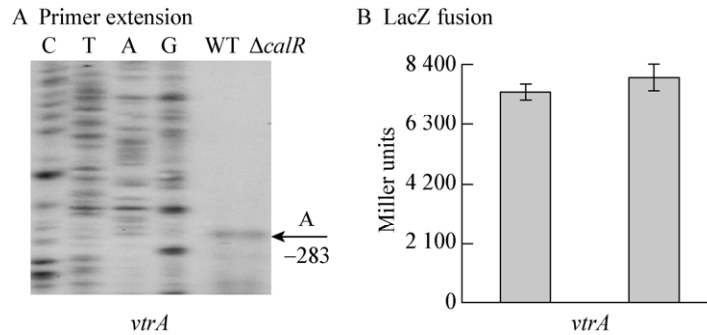 A Primer extension
C T A G WT ΔcalR
A
−283
vtrA
B LacZ fusion
Miller units
8 400
6 300
4 200
2 100
0
vtrA